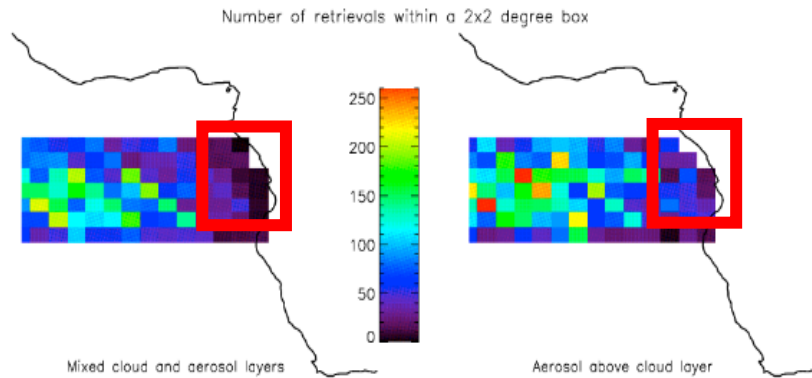 Number of retrievals within a 2x2 degree box
250
200
150
100
50
0
Mixed cloud and aerosol layers
Aerosol above cloud layer